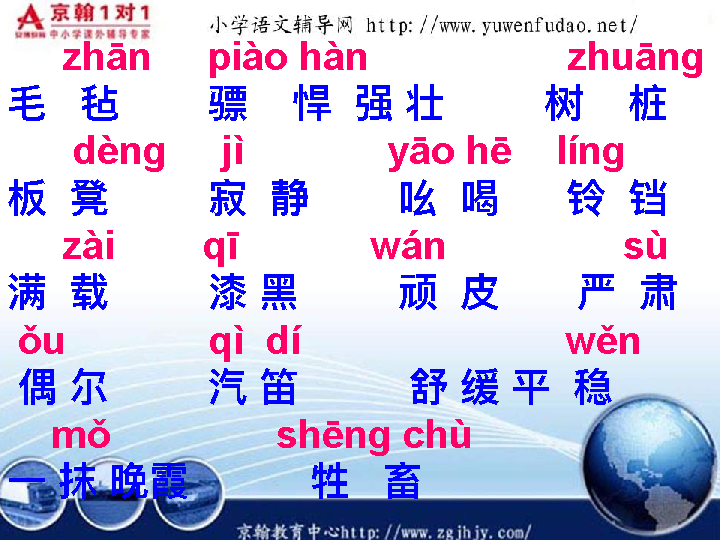 京翰1对1
中小学课外辅导专家
小学语文辅导网 http://www.yuwenfudao.net/
zhān piào hàn zhuāng
毛毡 骠悍强壮 树桩
dèng jì yāo hē líng
板凳 寂静 吆喝 铃铛
zài qī wán sù
满载 漆黑 顽皮 严肃
ǒu qì dí wěn
偶尔 汽笛 舒缓平稳
mǒ shēng chù
一抹晚霞 牲畜
京翰教育中心http://www.zgjhjy.com/